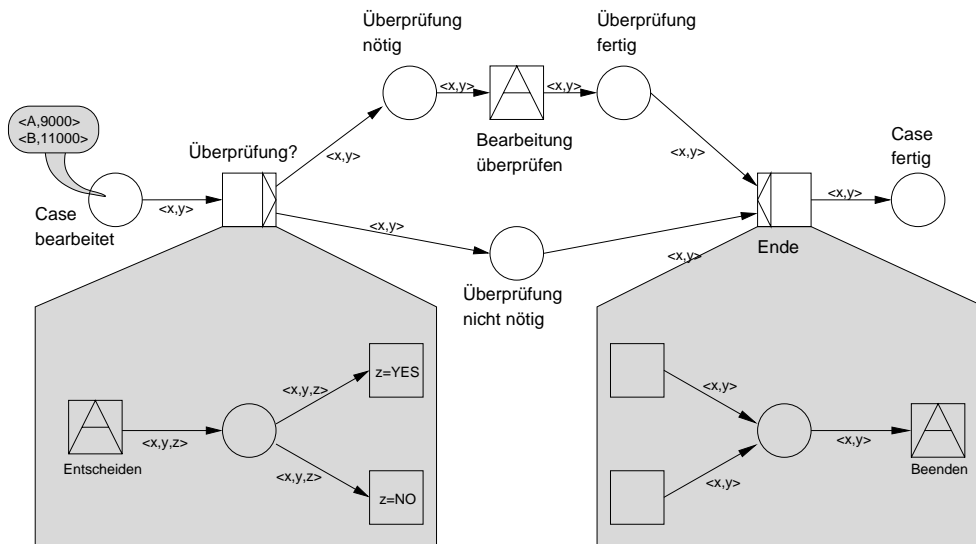 Überprüfung
nötig
Überprüfung
fertig
<A,9000>
<B,11000>
<x,y>
<x,y>
Überprüfung?
Bearbeitung
überprüfen
Case
fertig
<x,y>
<x,y>
Case
bearbeitet
<x,y>
<x,y>
<x,y>
Ende
<x,y>
Überprüfung
nicht nötig
<x,y,z>
z=YES
<x,y,z>
Entscheiden
<x,y,z>
z=NO
<x,y>
<x,y>
Beenden
<x,y>